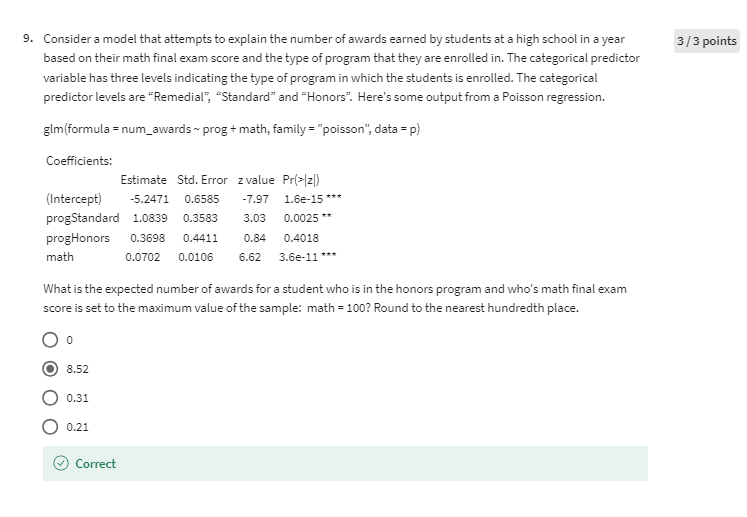 9. Consider a model that attempts to explain the number of awards earned by students at a high school in a year
3 / 3 points
based on their math final exam score and the type of program that they are enrolled in. The categorical predictor
variable has three levels indicating the type of program in which the students is enrolled. The categorical
predictor levels are “Remedial”, “Standard” and “Honors”. Here's some output from a Poisson regression.
glm(formula = num_awards ~ prog + math, family = "poisson", data = p)
Coefficients:
Estimate Std. Error z value Pr(>|z|)
(Intercept) -5.2471 0.6585 -7.97 1.6e-15 ***
progStandard 1.0839 0.3583 3.03 0.0025 **
progHonors 0.3698 0.4411 0.84 0.4018
math 0.0702 0.0106 6.62 3.6e-11 ***
What is the expected number of awards for a student who is in the honors program and who's math final exam
score is set to the maximum value of the sample: math = 100? Round to the nearest hundredth place.
0
8.52
0.31
0.21
Correct